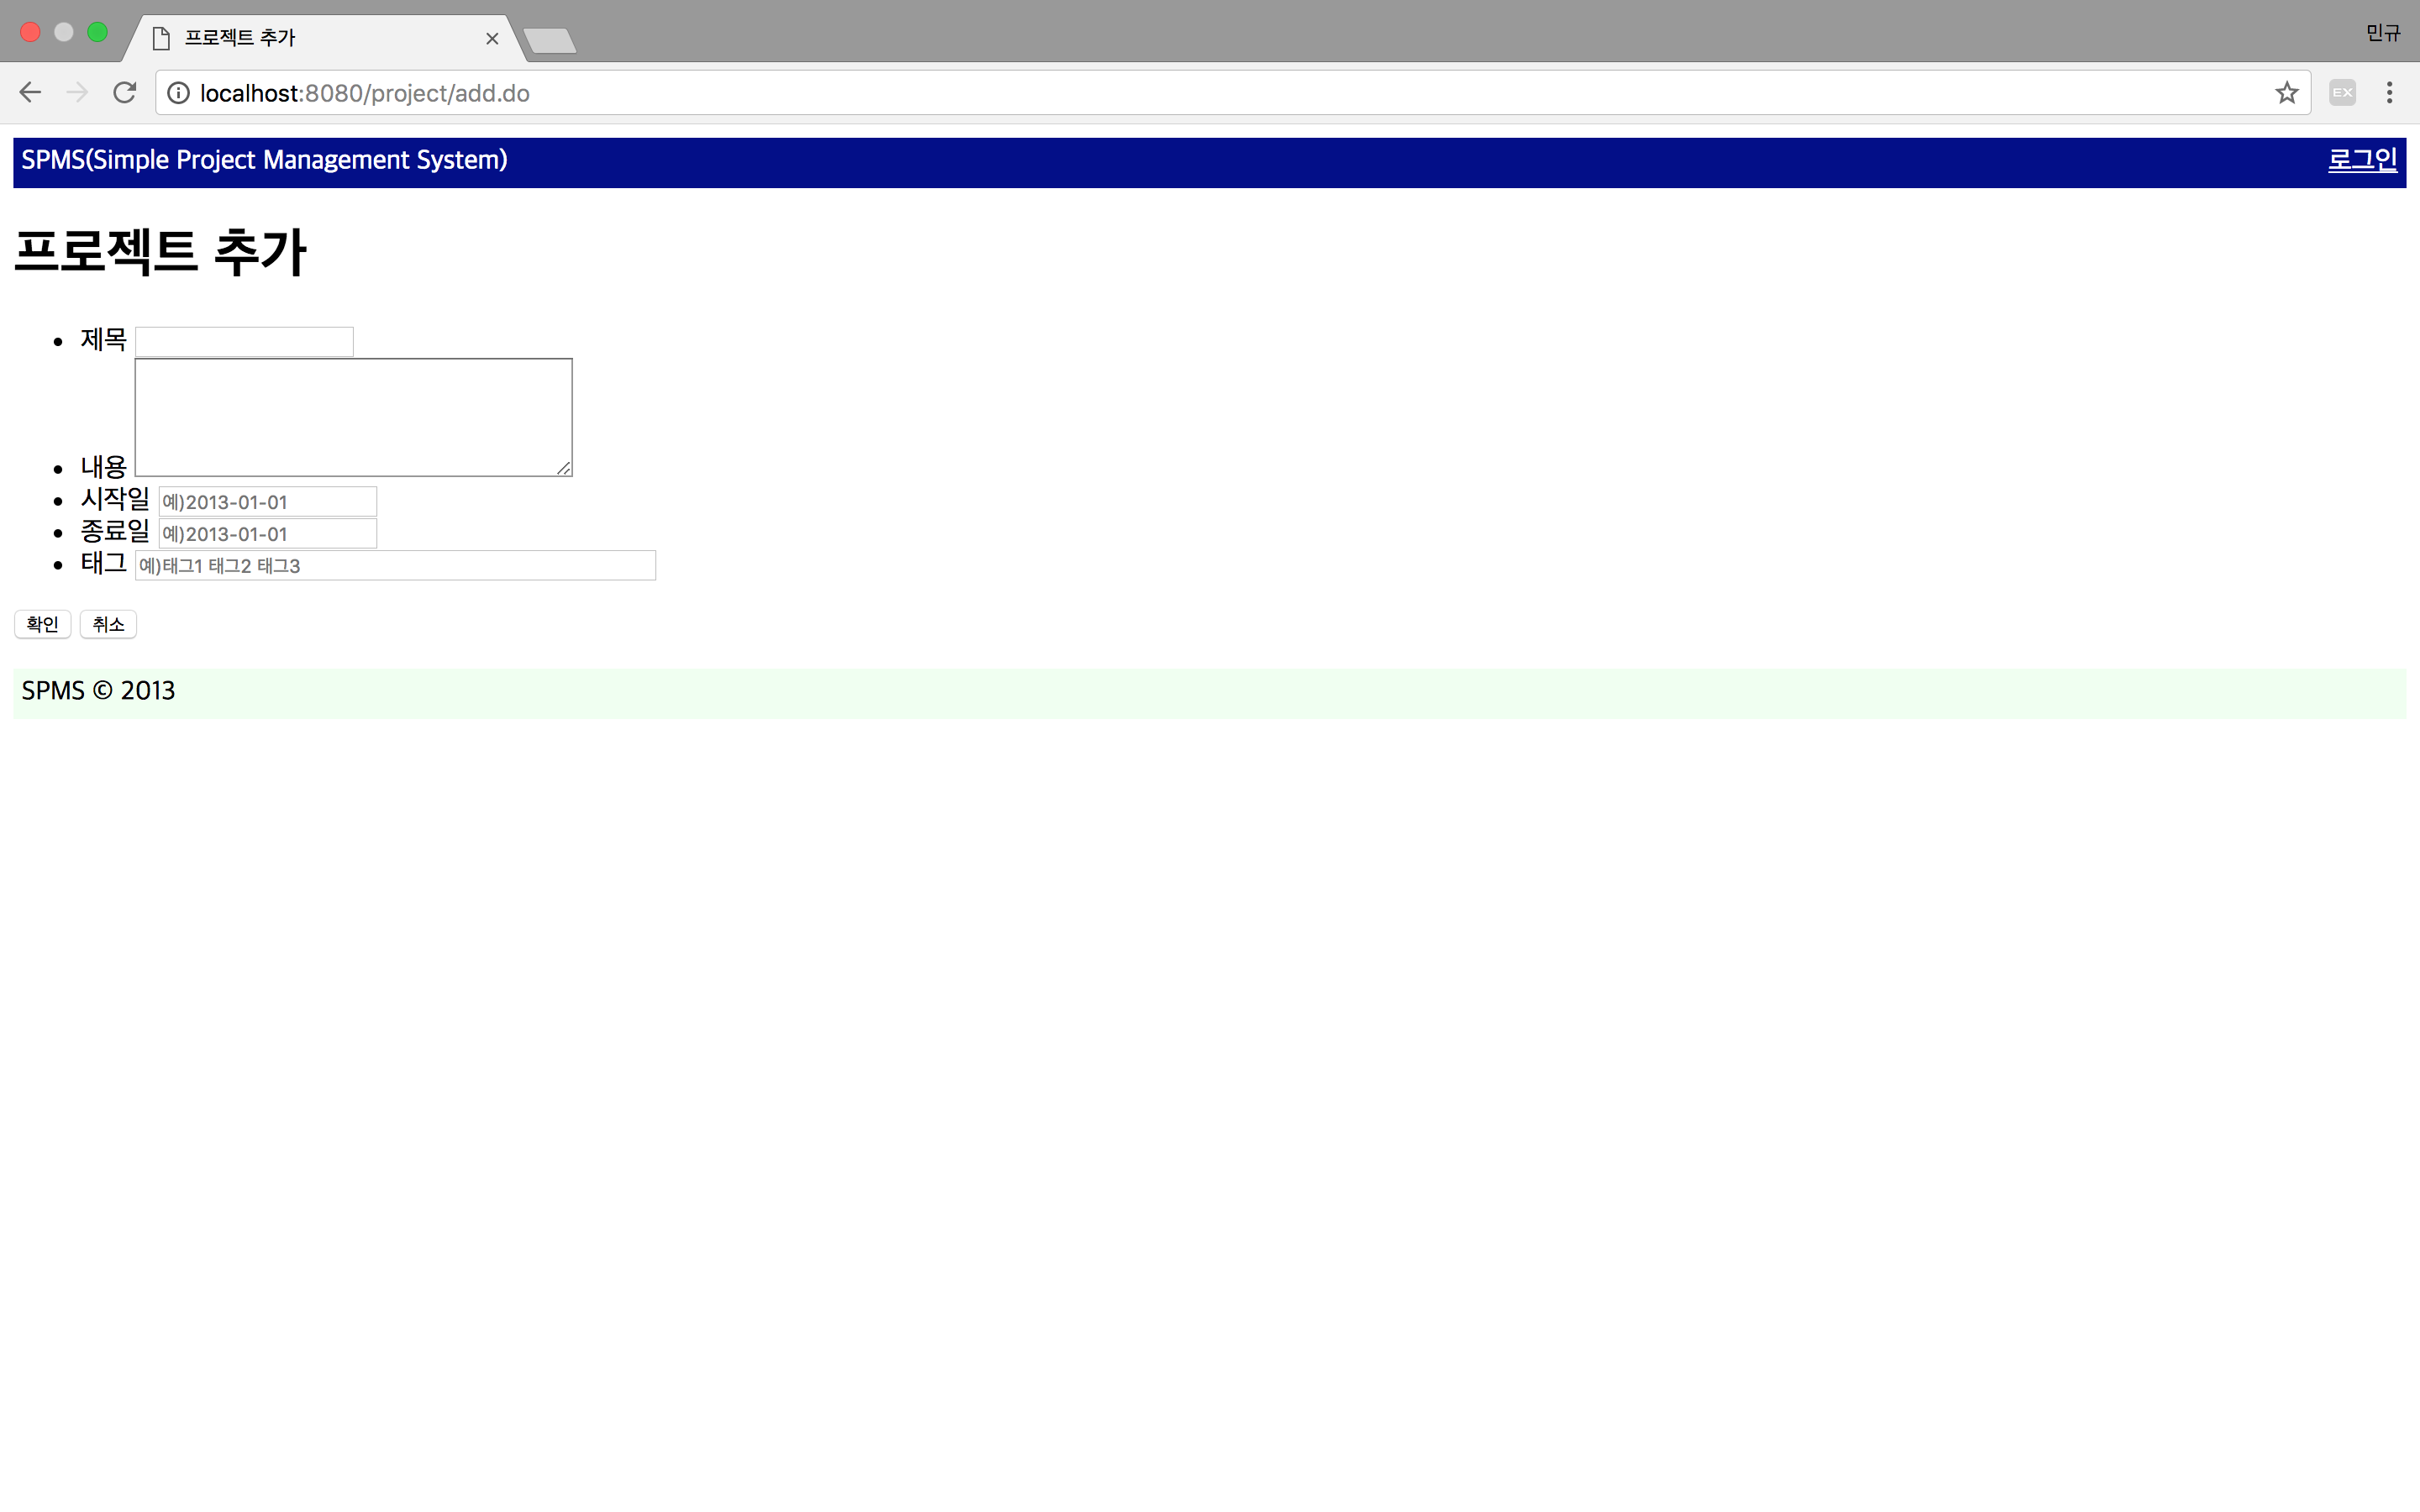 프로젝트 추가
민규
localhost:8080/project/add.do
EX
SPMS(Simple Project Management System) 로그인
프로젝트 추가
제목
내용
시작일 예)2013-01-01
종료일 예)2013-01-01
태그 예)태그1 태그2 태그3
확인 취소
SPMS © 2013